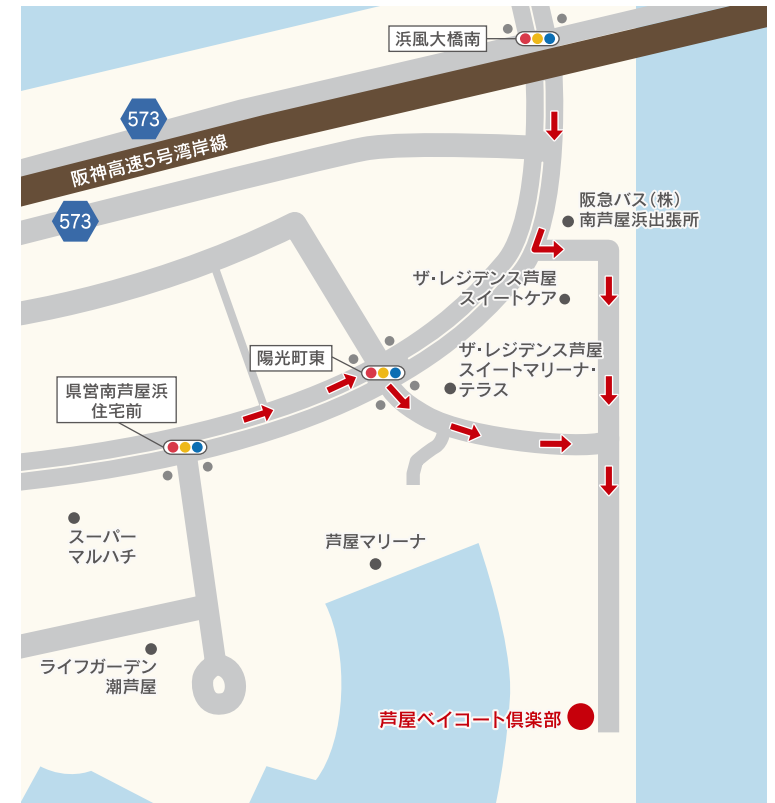 浜風大橋南
573
阪神高速5号湾岸線
573
阪急バス(株)
南芦屋浜出張所
ザ・レジデンス芦屋
スイートケア
陽光町東
ザ・レジデンス芦屋
スイートマリーナ・
テラス
県営南芦屋浜
住宅前
スーパー
マルハチ
芦屋マリーナ
ライフガーデン
潮芦屋
芦屋ベイコート倶楽部